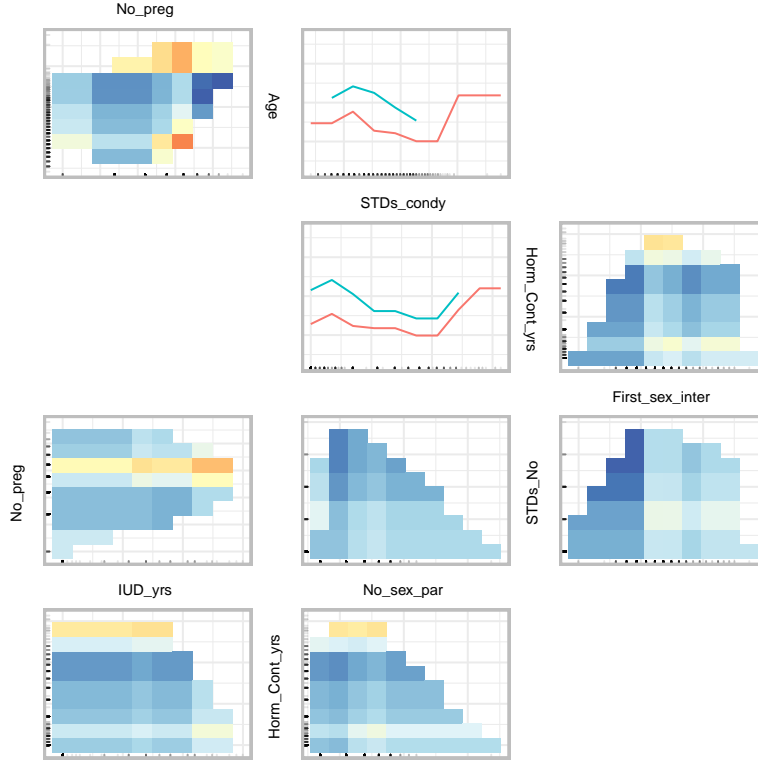 No_preg
Age
STDs_condy
Horm_Cont_yrs
First_sex_inter
No_preg
STDs_No
IUD_yrs
No_sex_par
Horm_Cont_yrs